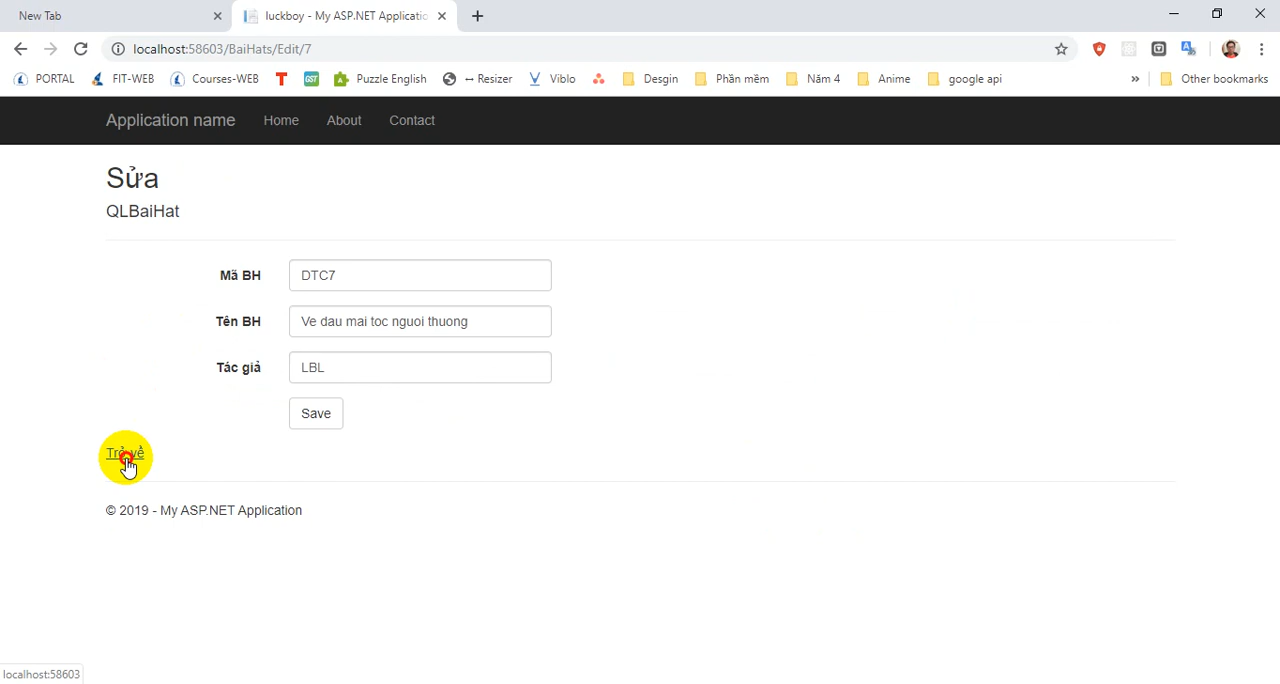 New Tab
luckboy - My ASP.NET Applicatio
localhost:58603/BaiHats/Edit/7
PORTAL FIT-WEB Courses-WEB T GST Puzzle English ↔ Resizer Viblo Desgin Phần mềm Năm 4 Anime google api » Other bookmarks
Application name Home About Contact
Sửa
QLBaiHat
Mã BH DTC7
Tên BH Ve dau mai toc nguoi thuong
Tác giả LBL
Save
Trở về
© 2019 - My ASP.NET Application
localhost:58603